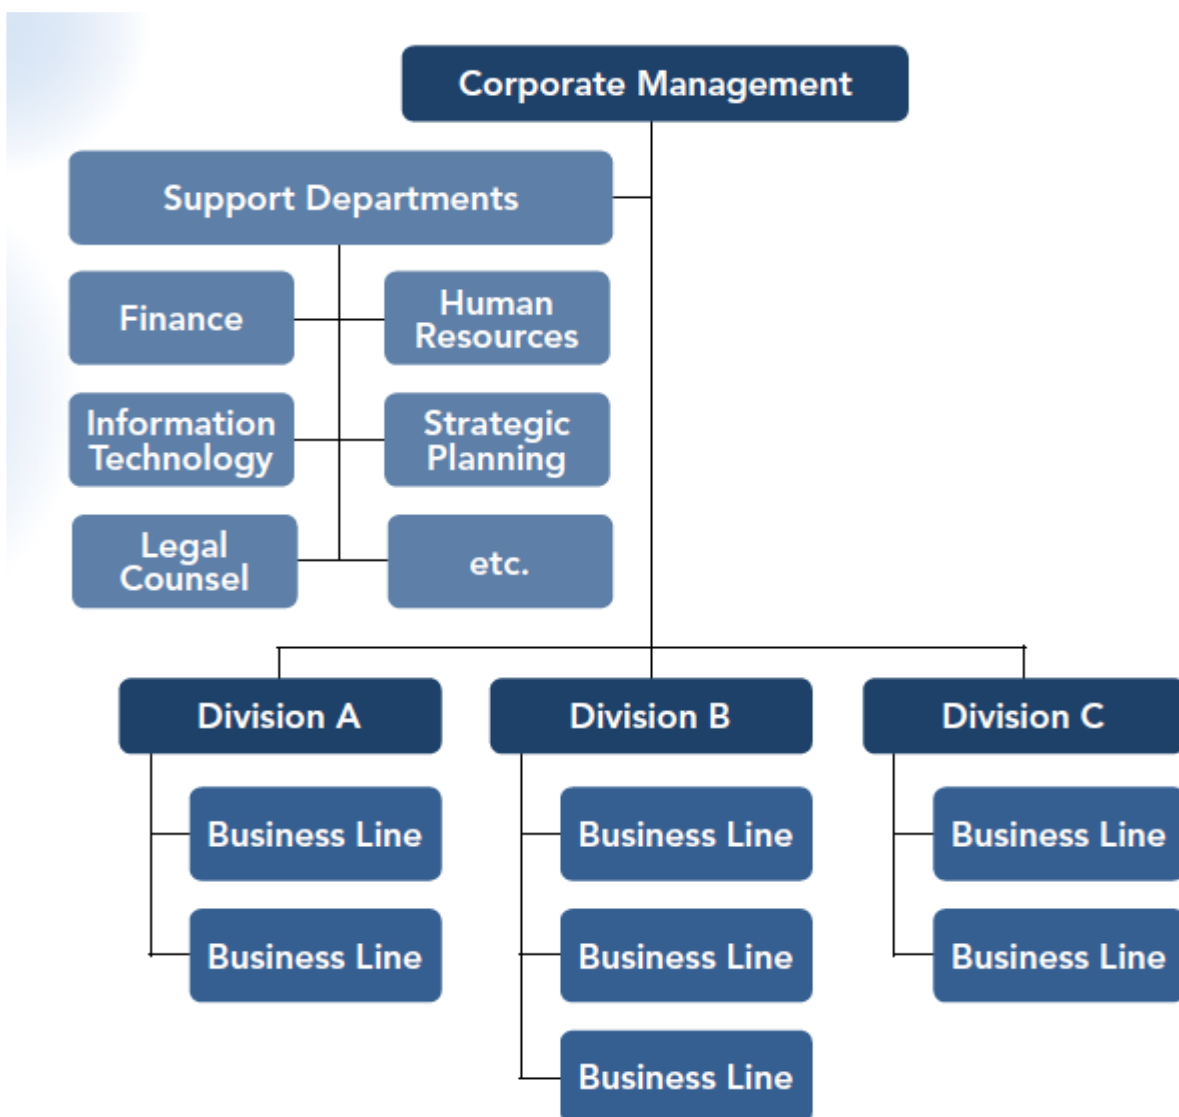 Corporate Management
Support Departments
Finance
Human
Resources
Information
Technology
Strategic
Planning
Legal
Counsel
etc.
Division A
Division B
Division C
Business Line
Business Line
Business Line
Business Line
Business Line
Business Line
Business Line